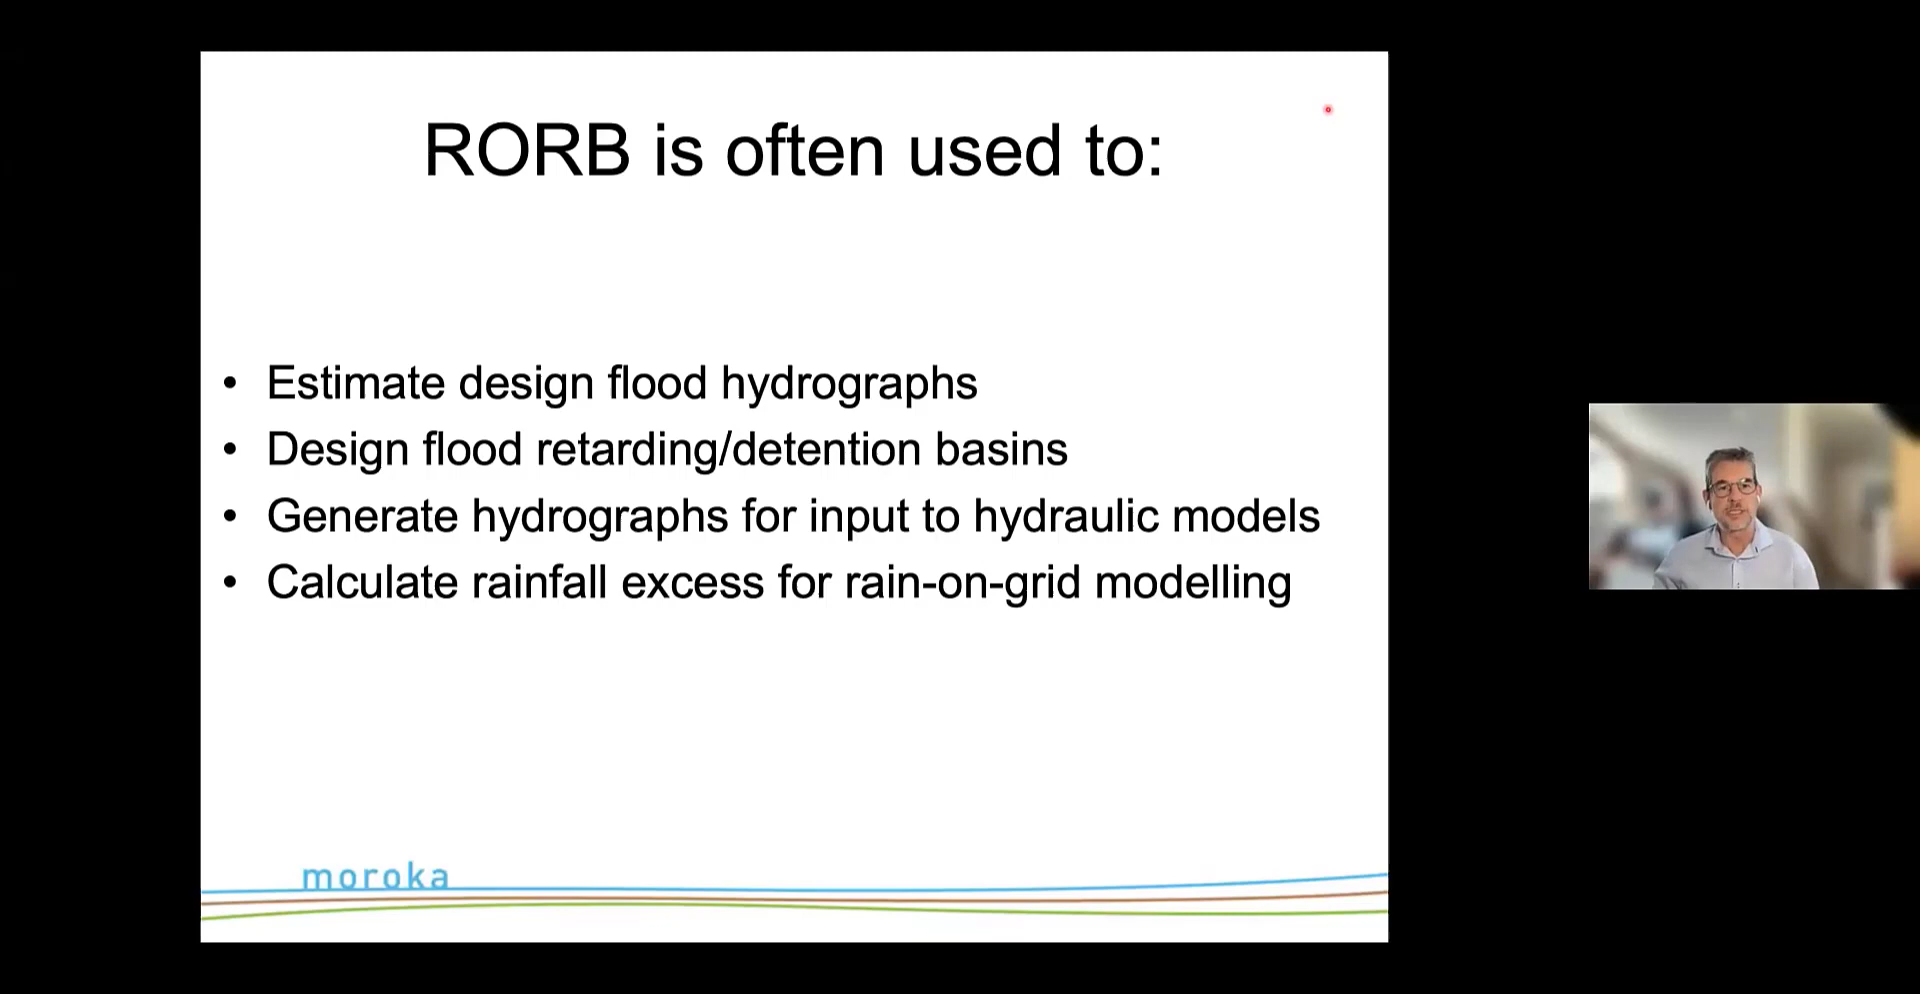 RORB is often used to:
• Estimate design flood hydrographs
• Design flood retarding/detention basins
• Generate hydrographs for input to hydraulic models
• Calculate rainfall excess for rain-on-grid modelling
moroka